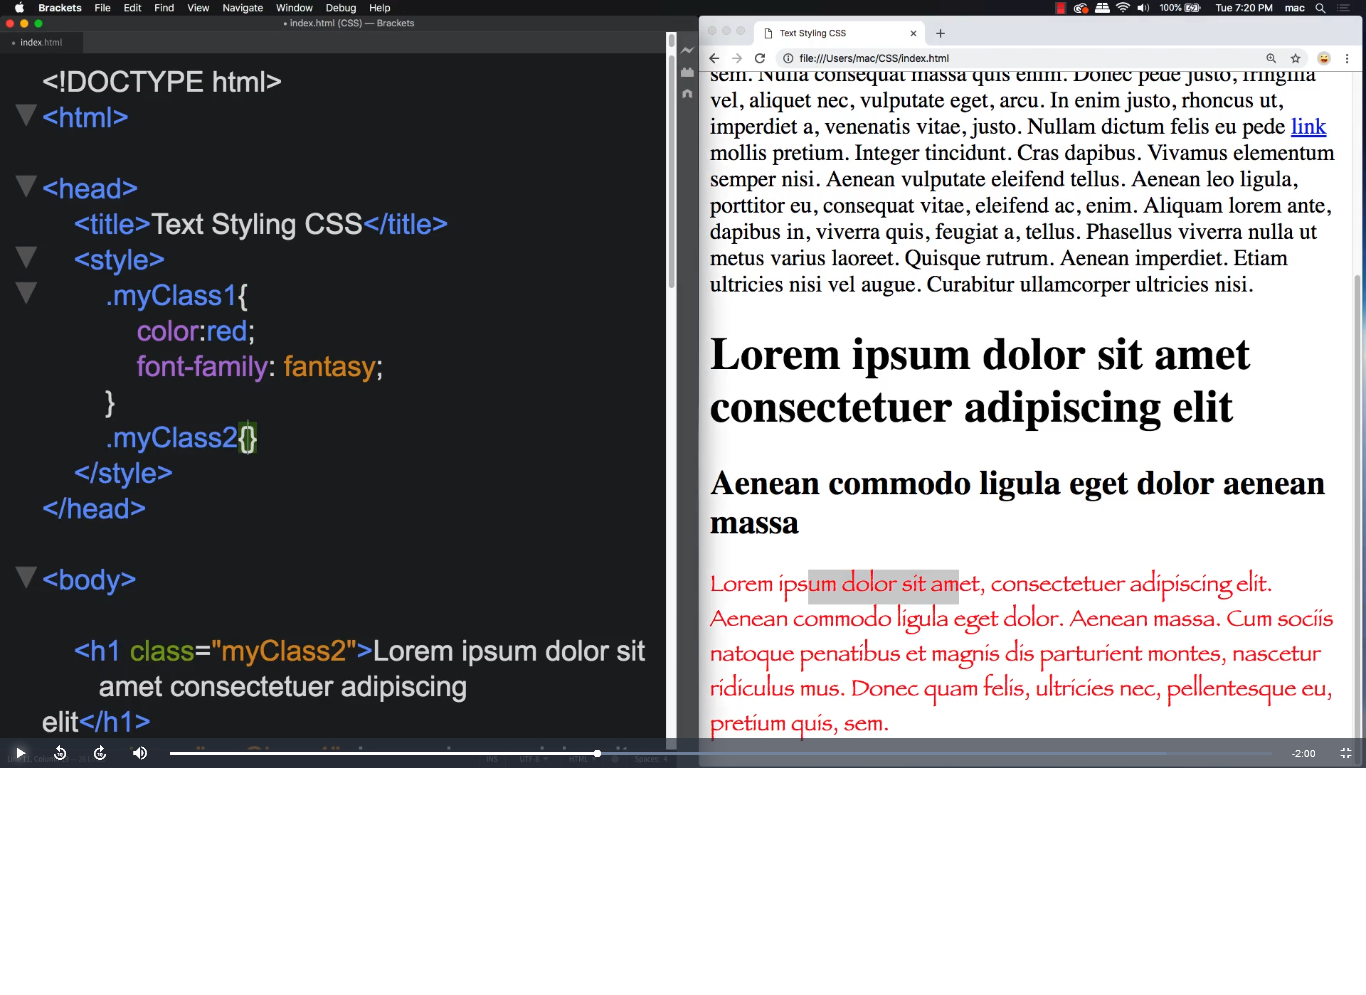 Brackets File Edit Find View Navigate Window Debug Help
100% Tue 7:20 PM mac
• index.html (CSS) — Brackets
• index.html
<!DOCTYPE html>
<html>
<head>
<title>Text Styling CSS</title>
<style>
.myClass1{
color:red;
font-family: fantasy;
}
.myClass2{}
</style>
</head>
<body>
<h1 class="myClass2">Lorem ipsum dolor sit
amet consectetuer adipiscing
elit</h1>
INS UTF-8 HTML Spaces: 4
Text Styling CSS
file:///Users/mac/CSS/index.html
sem. Nulla consequat massa quis enim. Donec pede justo, fringilla
vel, aliquet nec, vulputate eget, arcu. In enim justo, rhoncus ut,
imperdiet a, venenatis vitae, justo. Nullam dictum felis eu pede link
mollis pretium. Integer tincidunt. Cras dapibus. Vivamus elementum
semper nisi. Aenean vulputate eleifend tellus. Aenean leo ligula,
porttitor eu, consequat vitae, eleifend ac, enim. Aliquam lorem ante,
dapibus in, viverra quis, feugiat a, tellus. Phasellus viverra nulla ut
metus varius laoreet. Quisque rutrum. Aenean imperdiet. Etiam
ultricies nisi vel augue. Curabitur ullamcorper ultricies nisi.
Lorem ipsum dolor sit amet
consectetuer adipiscing elit
Aenean commodo ligula eget dolor aenean
massa
Lorem ipsum dolor sit amet, consectetuer adipiscing elit.
Aenean commodo ligula eget dolor. Aenean massa. Cum sociis
natoque penatibus et magnis dis parturient montes, nascetur
ridiculus mus. Donec quam felis, ultricies nec, pellentesque eu,
pretium quis, sem.
10 10
-2:00